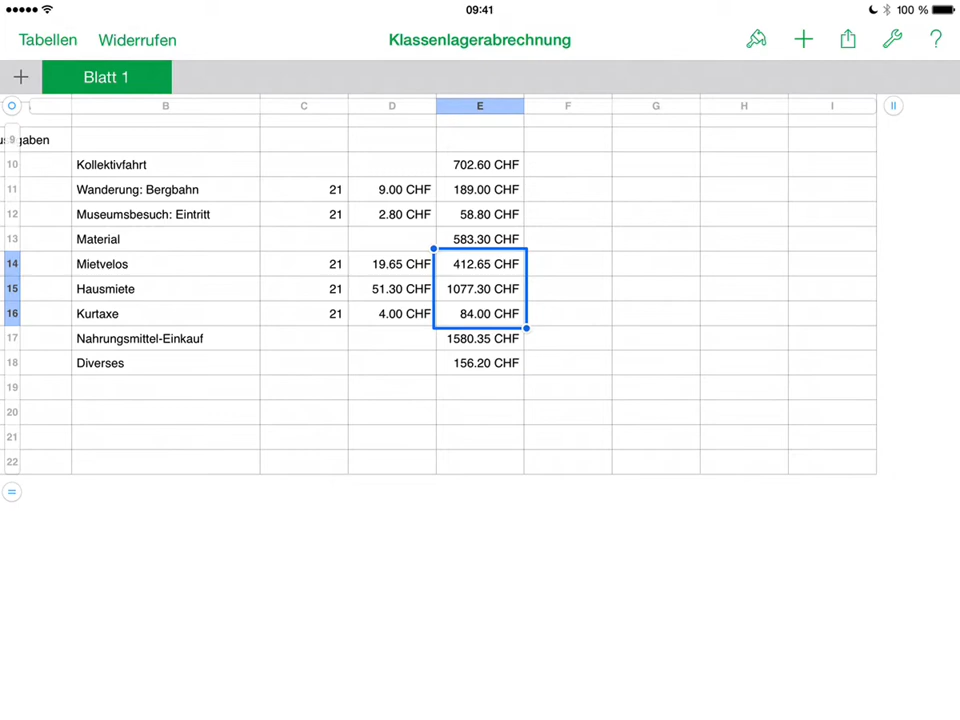 09:41
100 %
Tabellen Widerrufen Klassenlagerabrechnung ?
Blatt 1
B C D E F G H I
9 gaben
10 Kollektivfahrt 702.60 CHF
11 Wanderung: Bergbahn 21 9.00 CHF 189.00 CHF
12 Museumsbesuch: Eintritt 21 2.80 CHF 58.80 CHF
13 Material 583.30 CHF
14 Mietvelos 21 19.65 CHF 412.65 CHF
15 Hausmiete 21 51.30 CHF 1077.30 CHF
16 Kurtaxe 21 4.00 CHF 84.00 CHF
17 Nahrungsmittel-Einkauf 1580.35 CHF
18 Diverses 156.20 CHF
19
20
21
22